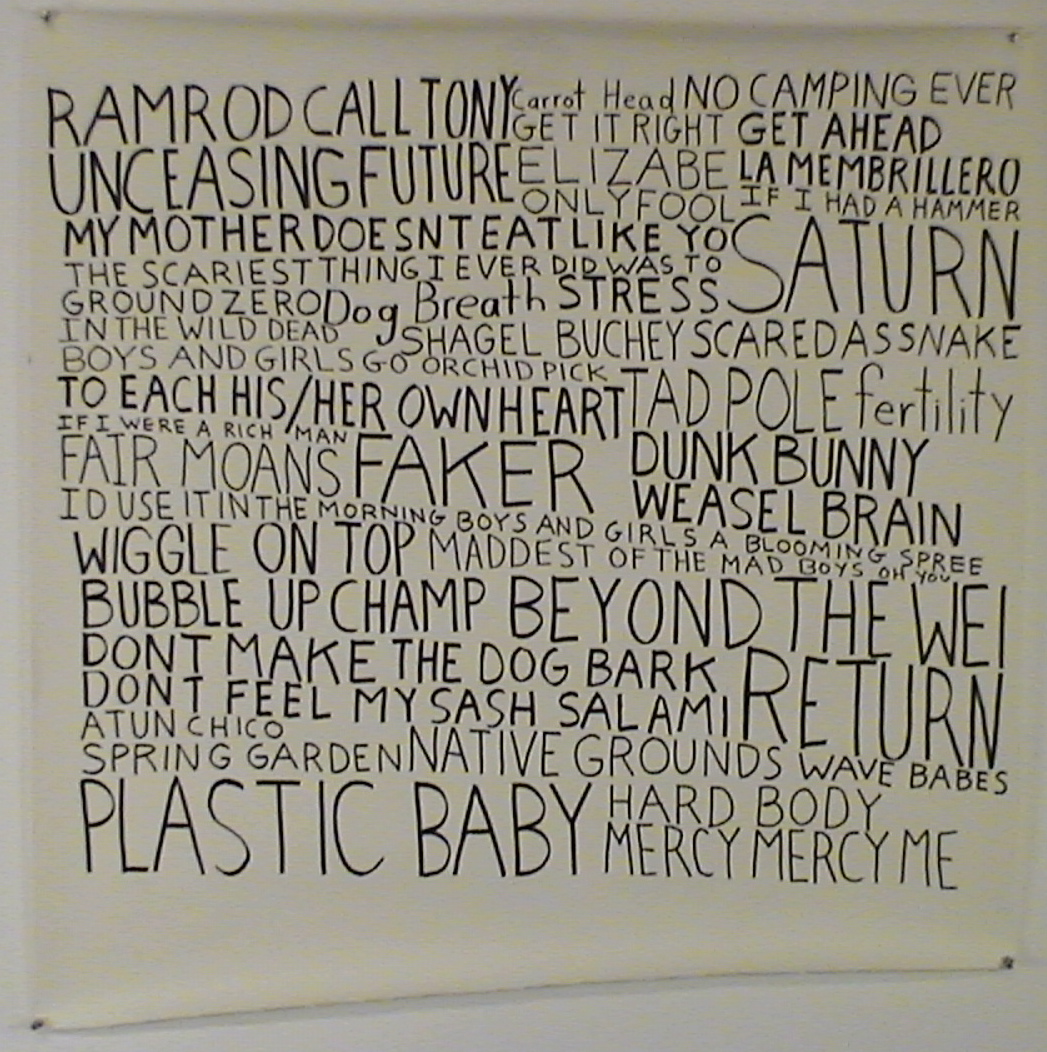 RAMROD CALL TONY Carrot Head NO CAMPING EVER
GET IT RIGHT GET AHEAD
UNCEASING FUTURE ELIZABE LA MEMBRILLERO
ONLY FOOL IF I HAD A HAMMER
MY MOTHER DOESNT EAT LIKE YO SATURN
THE SCARIEST THING I EVER DID WAS TO
GROUND ZERO Dog Breath STRESS
IN THE WILD DEAD SHAGEL BUCHEY SCARED ASS SNAKE
BOYS AND GIRLS GO ORCHID PICK
TO EACH HIS/HER OWN HEART TAD POLE fertility
IF I WERE A RICH MAN
FAIR MOANS FAKER DUNK BUNNY
WEASEL BRAIN
ID USE IT IN THE MORNING BOYS AND GIRLS A BLOOMING SPREE
WIGGLE ON TOP MADDEST OF THE MAD BOYS OH YOU
BUBBLE UP CHAMP BEYOND THE WEI
DONT MAKE THE DOG BARK RETURN
DONT FEEL MY SASH SALAMI
ATUN CHICO
SPRING GARDEN NATIVE GROUNDS WAVE BABES
PLASTIC BABY HARD BODY
MERCY MERCY ME